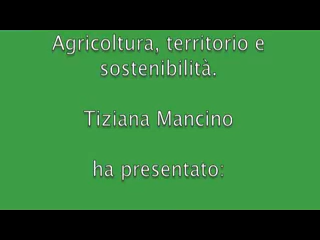 Agricoltura, territorio e
sostenibilità.
Tiziana Mancino
ha presentato: